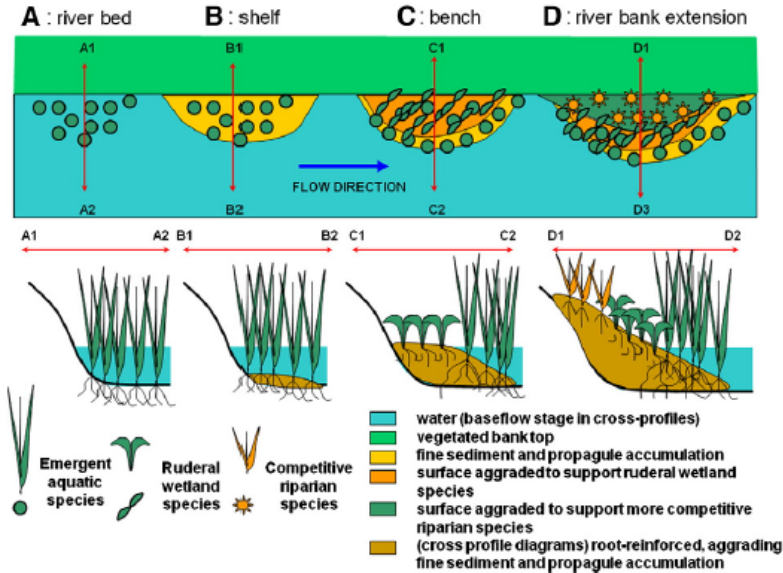 A : river bed
B : shelf
C : bench
D : river bank extension
A1
B1
C1
D1
FLOW DIRECTION
A2
B2
C2
D3
A1 A2 B1 B2 C1 C2 D1 D2
water (baseflow stage in cross-profiles)
vegetated bank top
fine sediment and propagule accumulation
surface aggraded to support ruderal wetland
species
surface aggraded to support more competitive
riparian species
(cross profile diagrams) root-reinforced, aggrading
fine sediment and propagule accumulation
Emergent
aquatic
species
Ruderal
wetland
species
Competitive
riparian
species